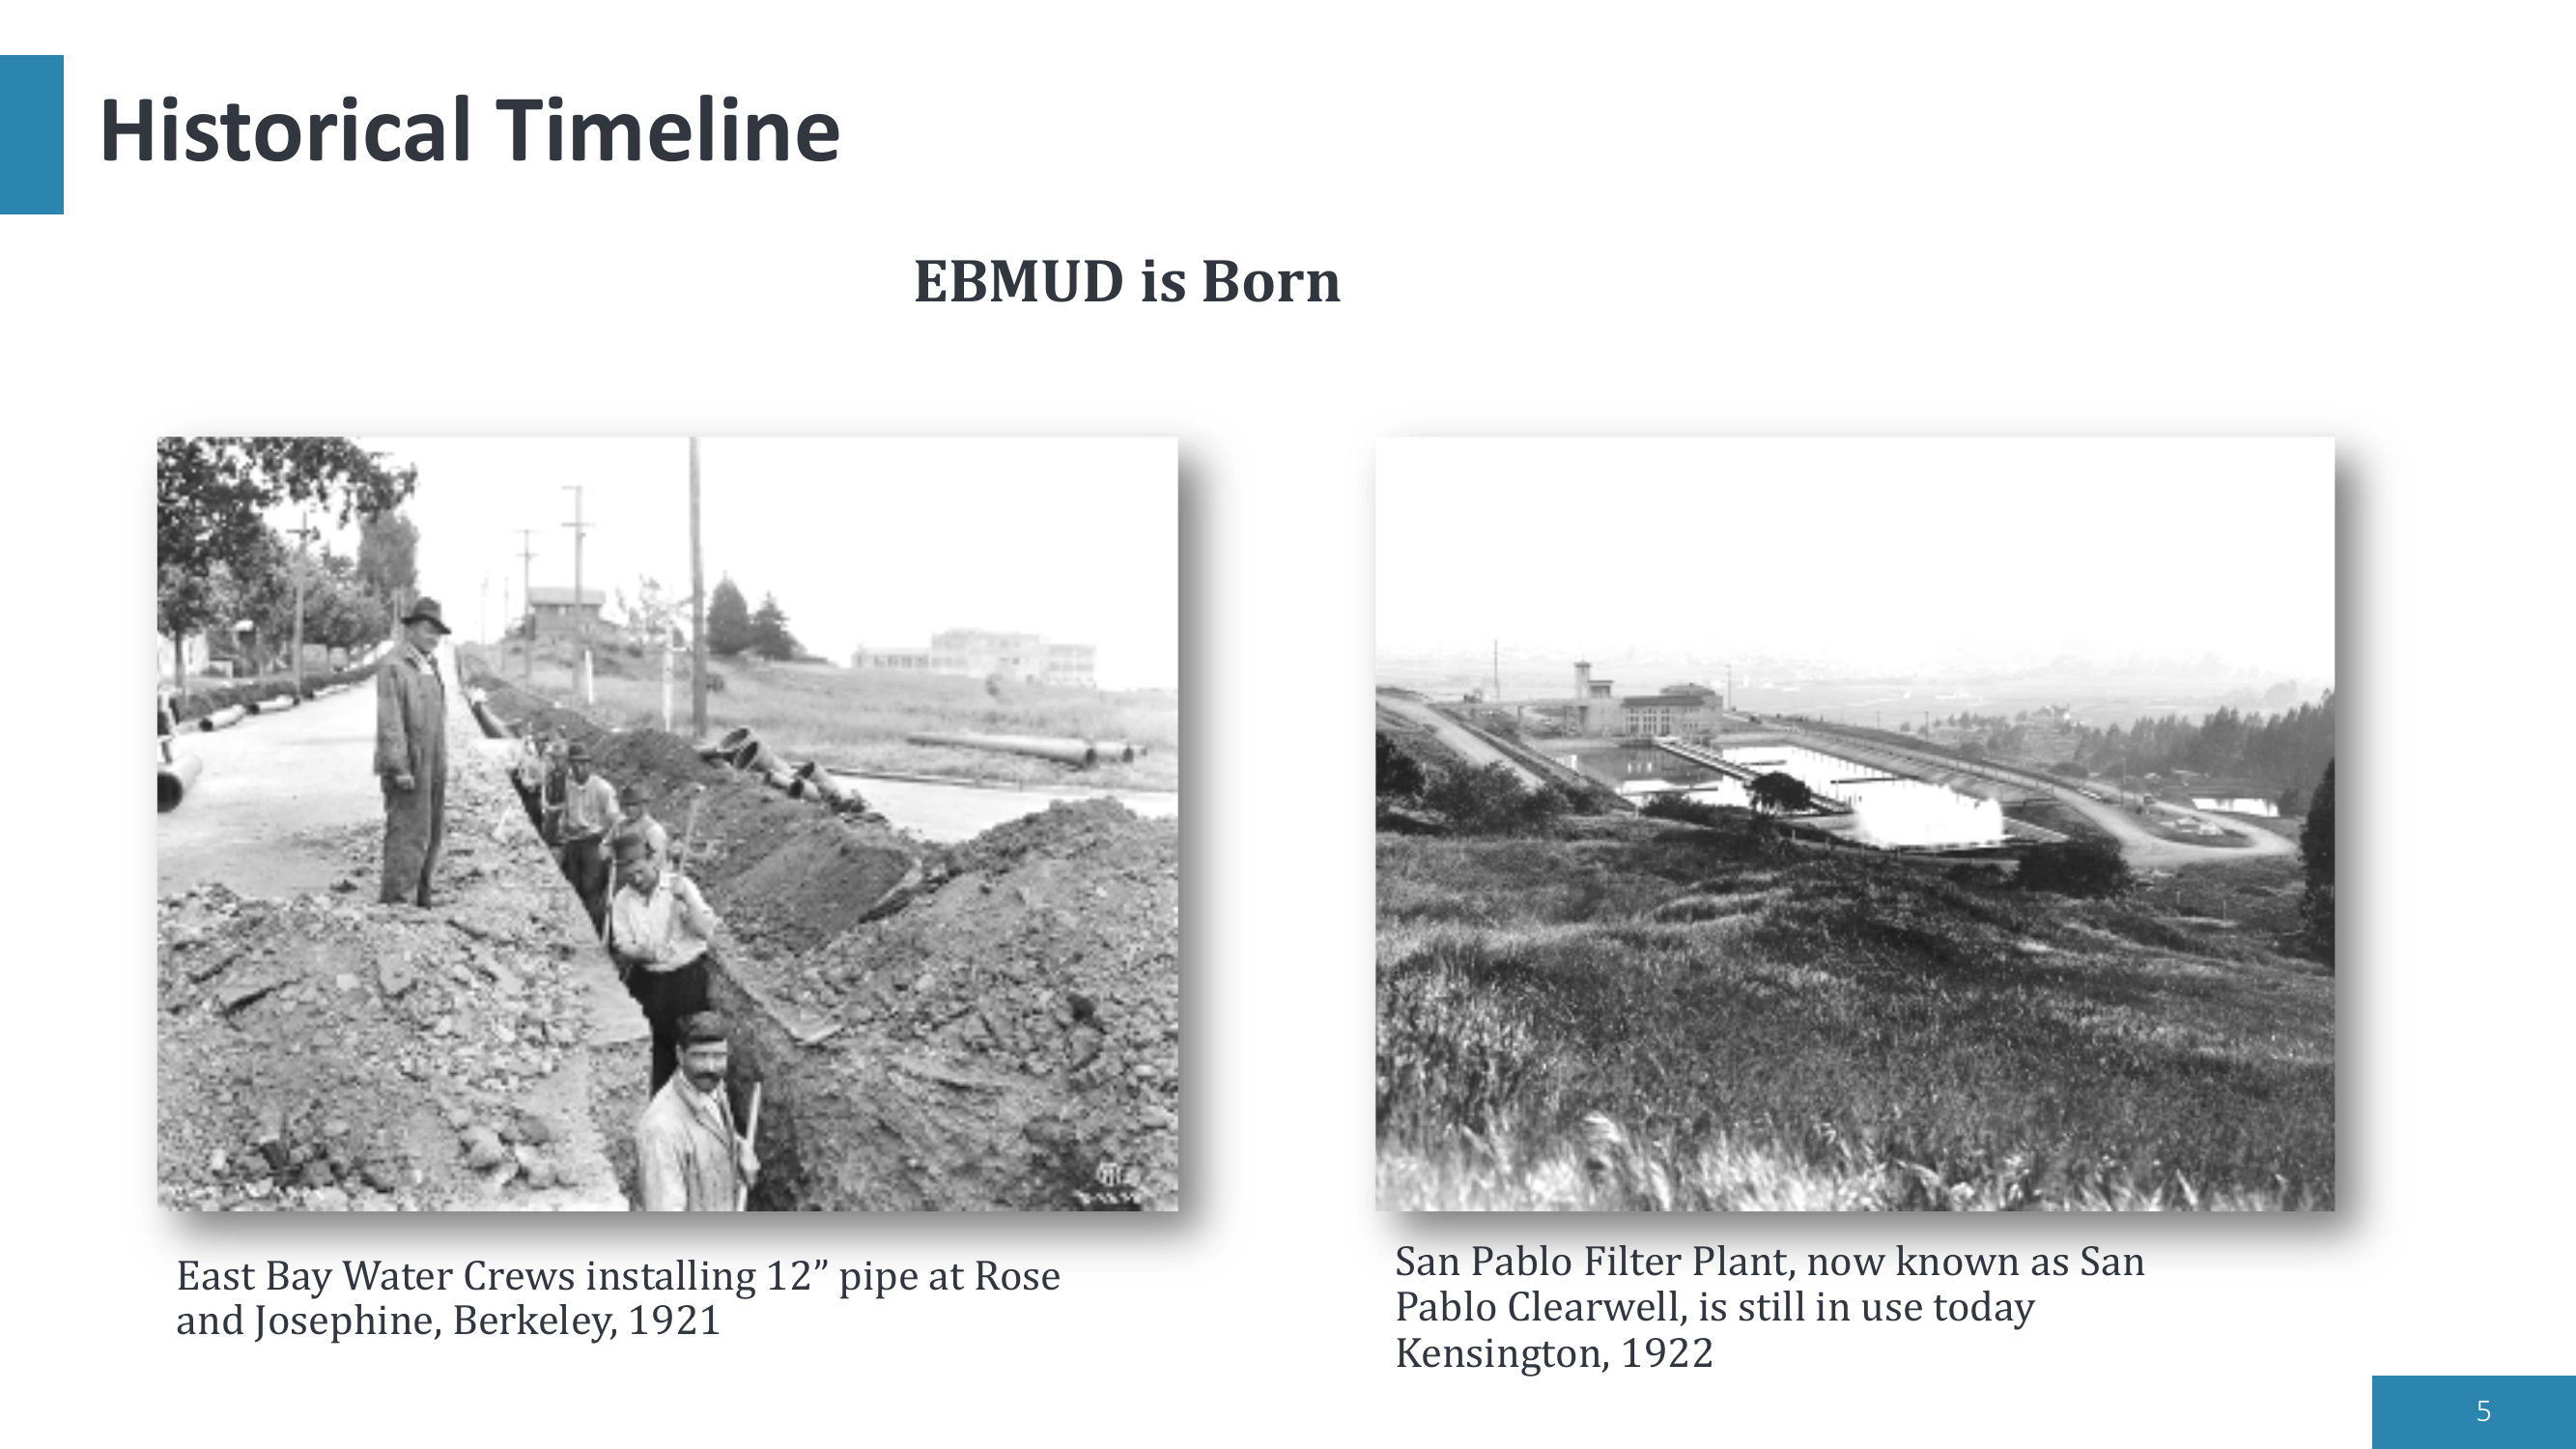 Historical Timeline
EBMUD is Born
East Bay Water Crews installing 12” pipe at Rose
and Josephine, Berkeley, 1921
San Pablo Filter Plant, now known as San
Pablo Clearwell, is still in use today
Kensington, 1922
5